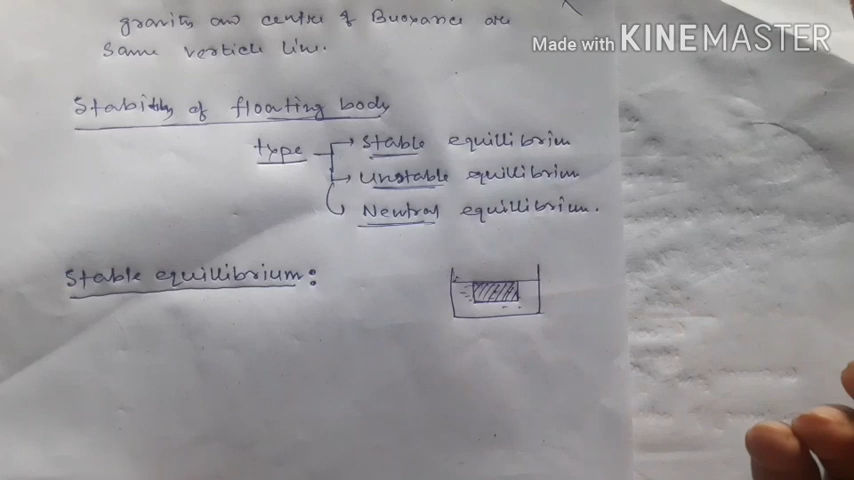 gravity and centre of Buoyance are
Same verticle line.
Made with KINEMASTER
Stability of floating body
type → Stable equillibrium
→ Unstable equillibrium
Neutral equillibrium.
Stable equillibrium: